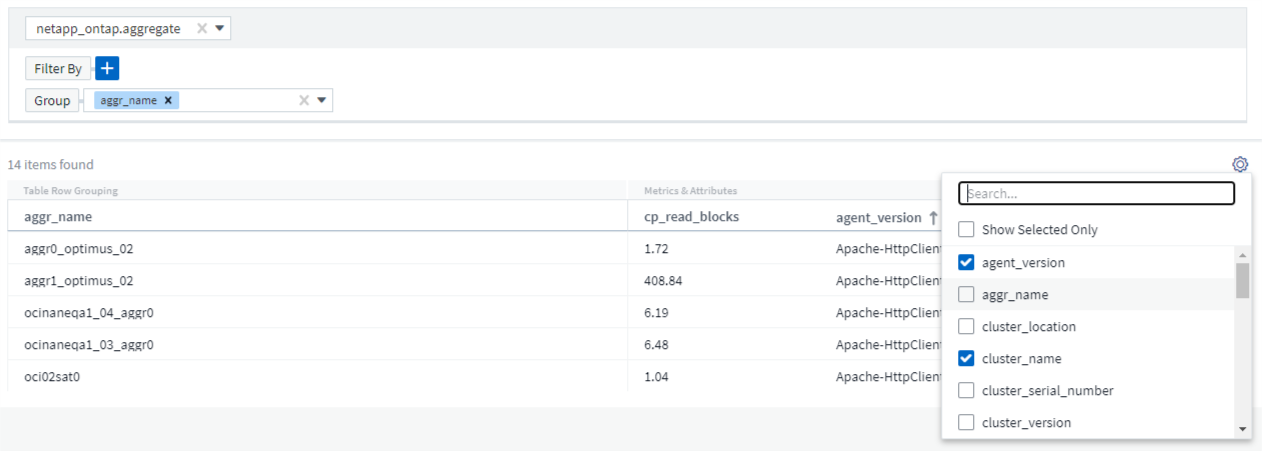 netapp_ontap.aggregate
Filter By
Group aggr_name
14 items found
Table Row Grouping Metrics & Attributes
aggr_name cp_read_blocks agent_version
aggr0_optimus_02 1.72 Apache-HttpClient
aggr1_optimus_02 408.84 Apache-HttpClient
ocinaneqa1_04_aggr0 6.19 Apache-HttpClient
ocinaneqa1_03_aggr0 6.48 Apache-HttpClient
oci02sat0 1.04 Apache-HttpClient
Search...
Show Selected Only
agent_version
aggr_name
cluster_location
cluster_name
cluster_serial_number
cluster_version